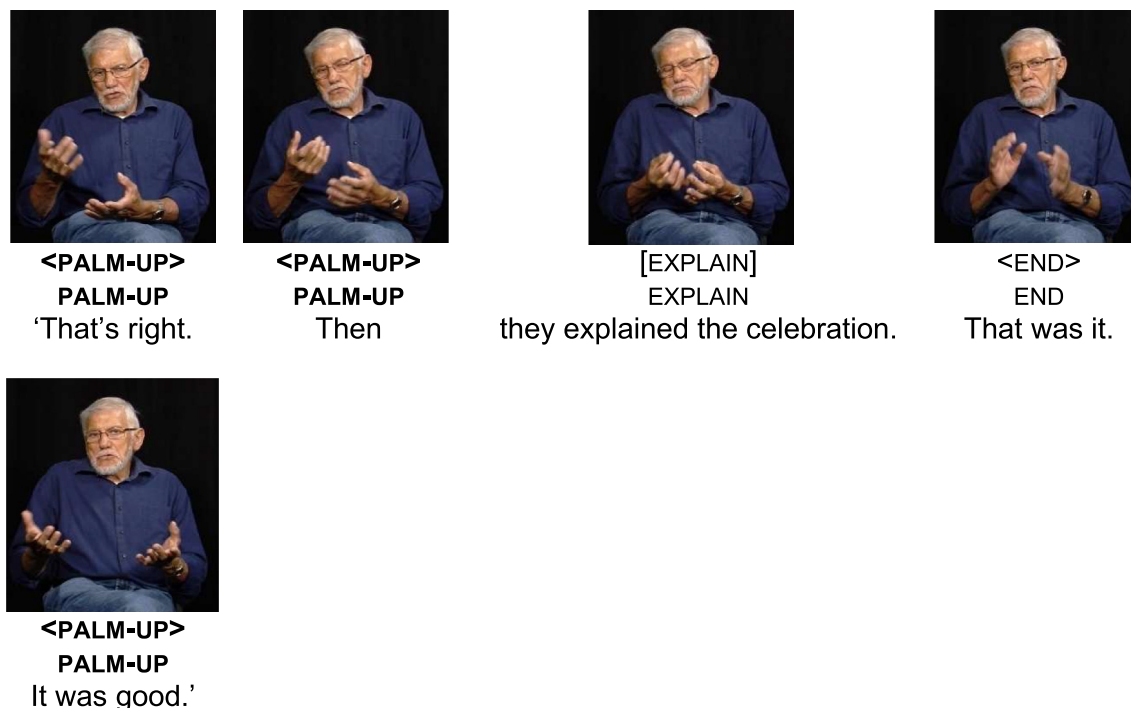 <PALM-UP> <PALM-UP> [EXPLAIN] <END>
PALM-UP PALM-UP EXPLAIN END
‘That’s right. Then they explained the celebration. That was it.
<PALM-UP>
PALM-UP
It was good.’